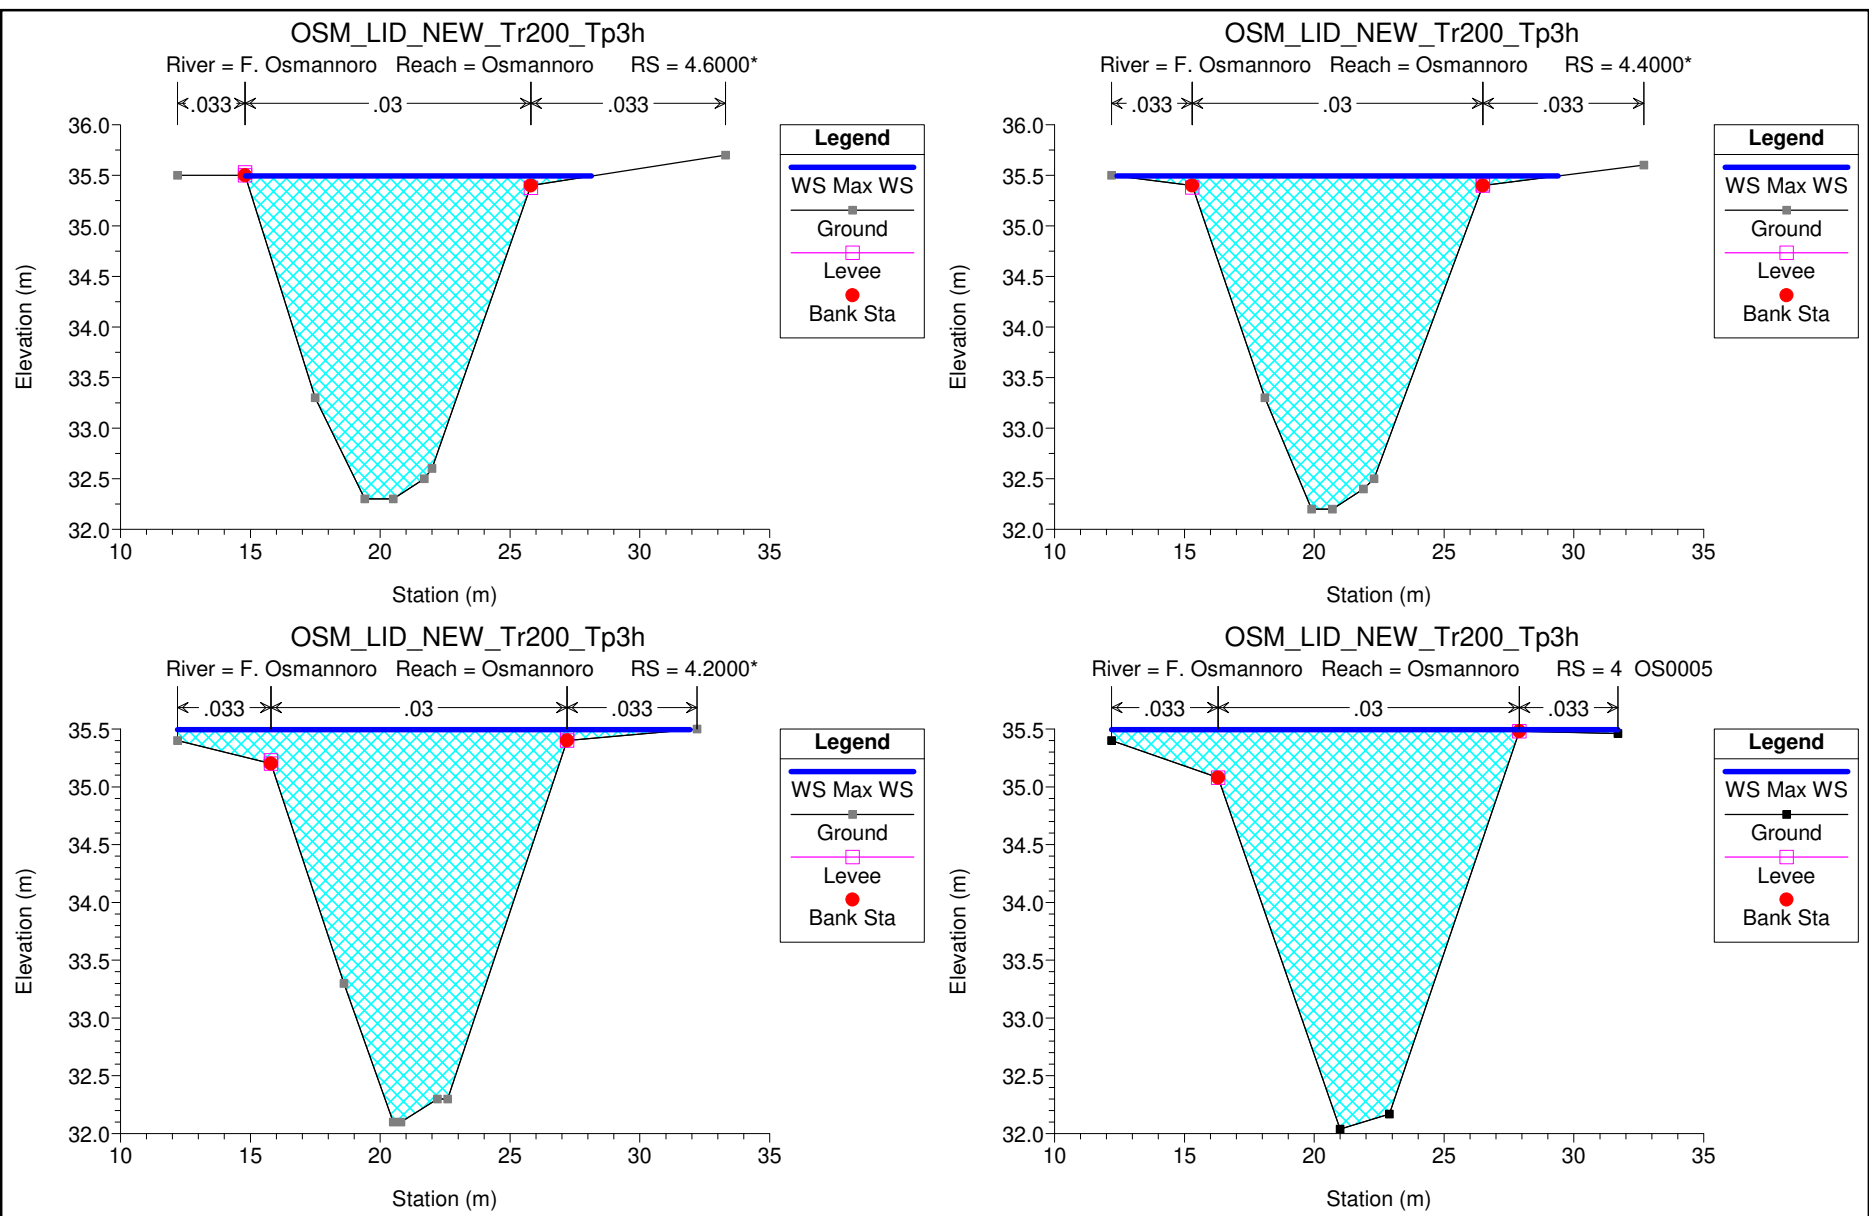 OSM_LID_NEW_Tr200_Tp3h
River = F. Osmannoro   Reach = Osmannoro   RS = 4.6000*
.033 .03 .033
36.0
35.5
35.0
34.5
34.0
33.5
33.0
32.5
32.0
10 15 20 25 30 35
Elevation (m)
Station (m)
Legend
WS Max WS
Ground
Levee
Bank Sta
OSM_LID_NEW_Tr200_Tp3h
River = F. Osmannoro   Reach = Osmannoro   RS = 4.4000*
.033 .03 .033
36.0
35.5
35.0
34.5
34.0
33.5
33.0
32.5
32.0
10 15 20 25 30 35
Elevation (m)
Station (m)
Legend
WS Max WS
Ground
Levee
Bank Sta
OSM_LID_NEW_Tr200_Tp3h
River = F. Osmannoro   Reach = Osmannoro   RS = 4.2000*
.033 .03 .033
35.5
35.0
34.5
34.0
33.5
33.0
32.5
32.0
10 15 20 25 30 35
Elevation (m)
Station (m)
Legend
WS Max WS
Ground
Levee
Bank Sta
OSM_LID_NEW_Tr200_Tp3h
River = F. Osmannoro   Reach = Osmannoro   RS = 4   OS0005
.033 .03 .033
35.5
35.0
34.5
34.0
33.5
33.0
32.5
32.0
10 15 20 25 30 35
Elevation (m)
Station (m)
Legend
WS Max WS
Ground
Levee
Bank Sta